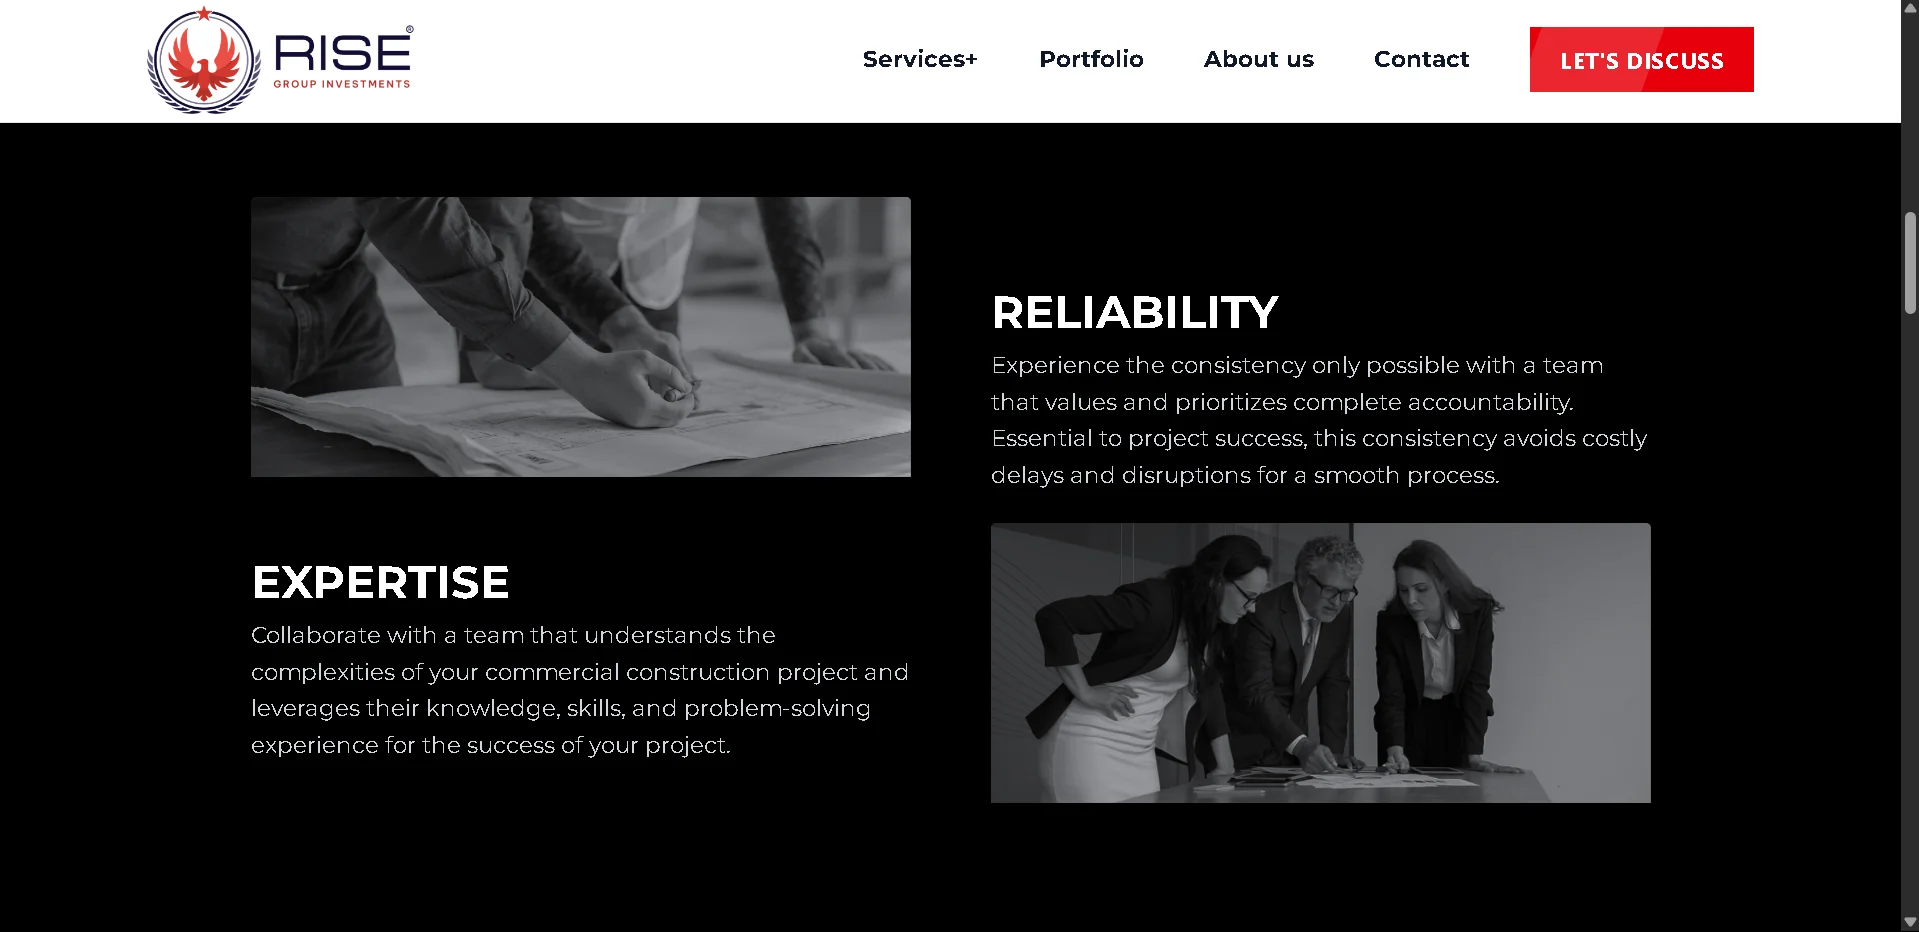 RISE®
GROUP INVESTMENTS
Services+
Portfolio
About us
Contact
LET'S DISCUSS
RELIABILITY
Experience the consistency only possible with a team
that values and prioritizes complete accountability.
Essential to project success, this consistency avoids costly
delays and disruptions for a smooth process.
EXPERTISE
Collaborate with a team that understands the
complexities of your commercial construction project and
leverages their knowledge, skills, and problem-solving
experience for the success of your project.